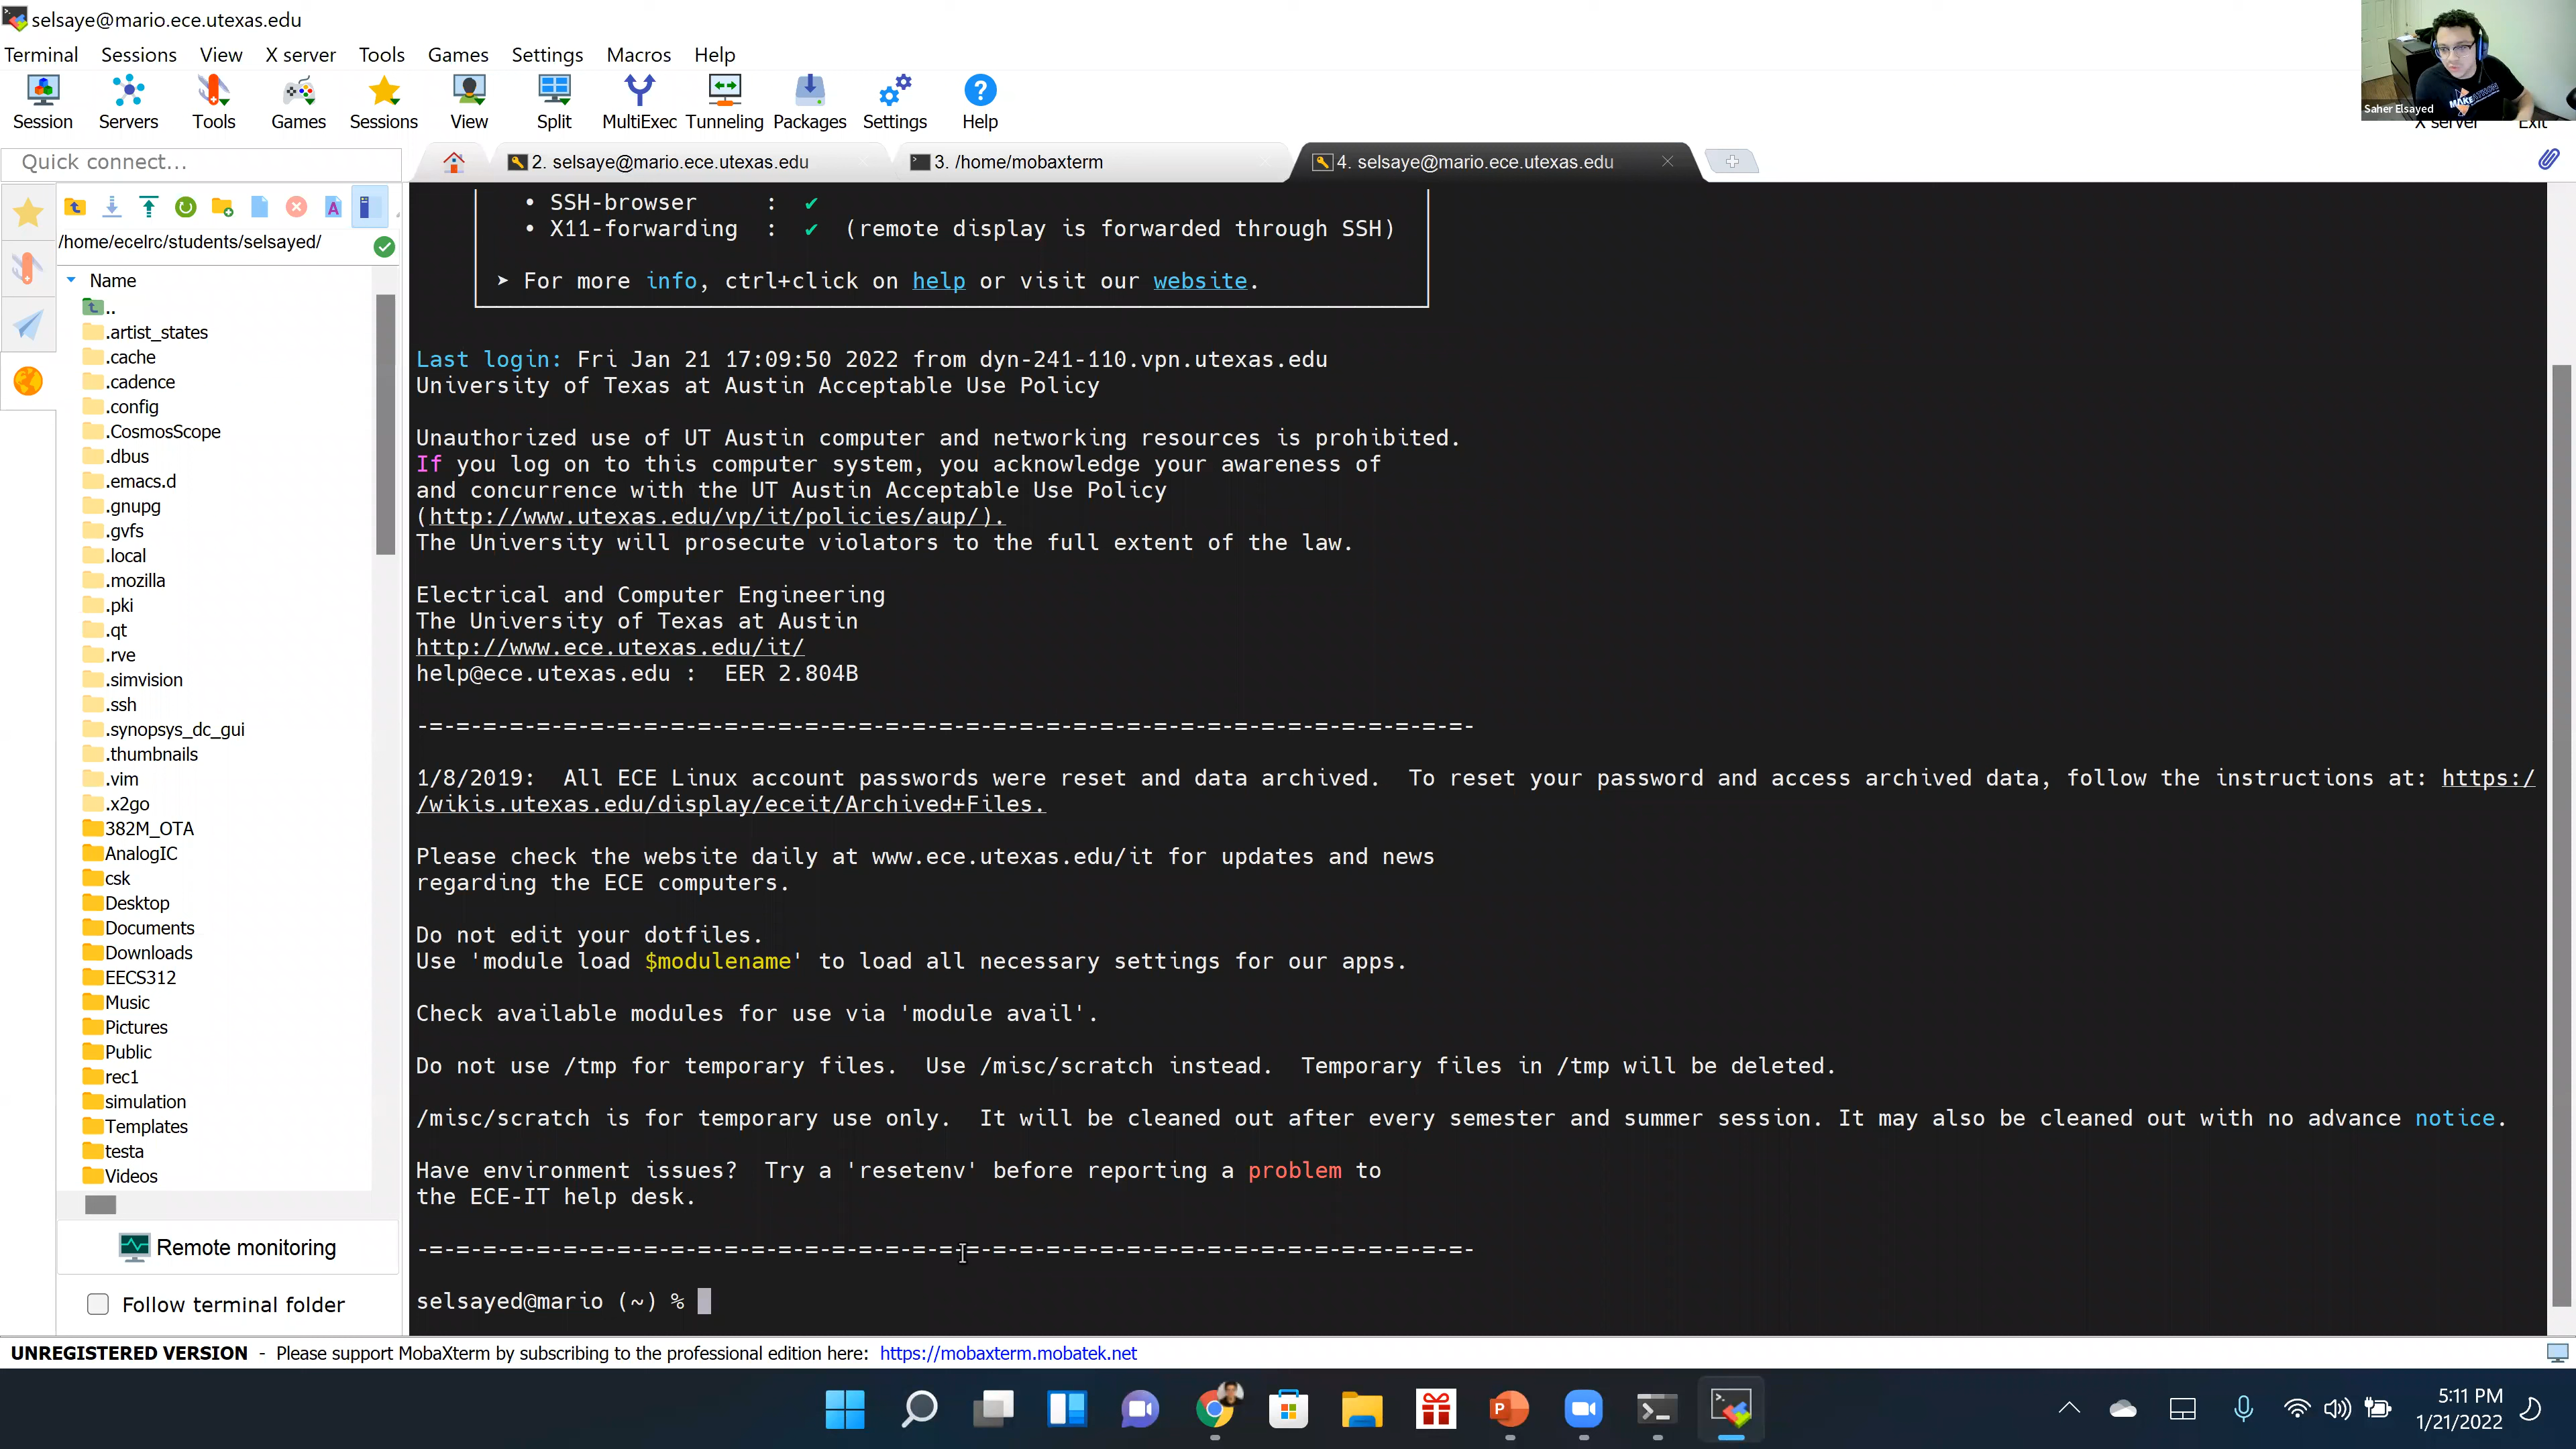 selsaye@mario.ece.utexas.edu
Terminal Sessions View X server Tools Games Settings Macros Help
Session Servers Tools Games Sessions View Split MultiExec Tunneling Packages Settings Help
Saher Elsayed
X server Exit
Quick connect...
2. selsaye@mario.ece.utexas.edu
3. /home/mobaxterm
4. selsaye@mario.ece.utexas.edu
/home/ecelrc/students/selsayed/
Name
..
.artist_states
.cache
.cadence
.config
.CosmosScope
.dbus
.emacs.d
.gnupg
.gvfs
.local
.mozilla
.pki
.qt
.rve
.simvision
.ssh
.synopsys_dc_gui
.thumbnails
.vim
.x2go
382M_OTA
AnalogIC
csk
Desktop
Documents
Downloads
EECS312
Music
Pictures
Public
rec1
simulation
Templates
testa
Videos
Remote monitoring
Follow terminal folder
• SSH-browser : ✔
• X11-forwarding : ✔ (remote display is forwarded through SSH)
➤ For more info, ctrl+click on help or visit our website.
Last login: Fri Jan 21 17:09:50 2022 from dyn-241-110.vpn.utexas.edu
University of Texas at Austin Acceptable Use Policy
Unauthorized use of UT Austin computer and networking resources is prohibited.
If you log on to this computer system, you acknowledge your awareness of
and concurrence with the UT Austin Acceptable Use Policy
(http://www.utexas.edu/vp/it/policies/aup/).
The University will prosecute violators to the full extent of the law.
Electrical and Computer Engineering
The University of Texas at Austin
http://www.ece.utexas.edu/it/
help@ece.utexas.edu : EER 2.804B
-=-=-=-=-=-=-=-=-=-=-=-=-=-=-=-=-=-=-=-=-=-=-=-=-=-=-=-=-=-=-=-=-=-=-=-=-=-=-=-
1/8/2019: All ECE Linux account passwords were reset and data archived. To reset your password and access archived data, follow the instructions at: https:/
/wikis.utexas.edu/display/eceit/Archived+Files.
Please check the website daily at www.ece.utexas.edu/it for updates and news
regarding the ECE computers.
Do not edit your dotfiles.
Use 'module load $modulename' to load all necessary settings for our apps.
Check available modules for use via 'module avail'.
Do not use /tmp for temporary files. Use /misc/scratch instead. Temporary files in /tmp will be deleted.
/misc/scratch is for temporary use only. It will be cleaned out after every semester and summer session. It may also be cleaned out with no advance notice.
Have environment issues? Try a 'resetenv' before reporting a problem to
the ECE-IT help desk.
-=-=-=-=-=-=-=-=-=-=-=-=-=-=-=-=-=-=-=-=-=-=-=-=-=-=-=-=-=-=-=-=-=-=-=-=-=-=-=-
selsayed@mario (~) %
UNREGISTERED VERSION - Please support MobaXterm by subscribing to the professional edition here: https://mobaxterm.mobatek.net
5:11 PM
1/21/2022